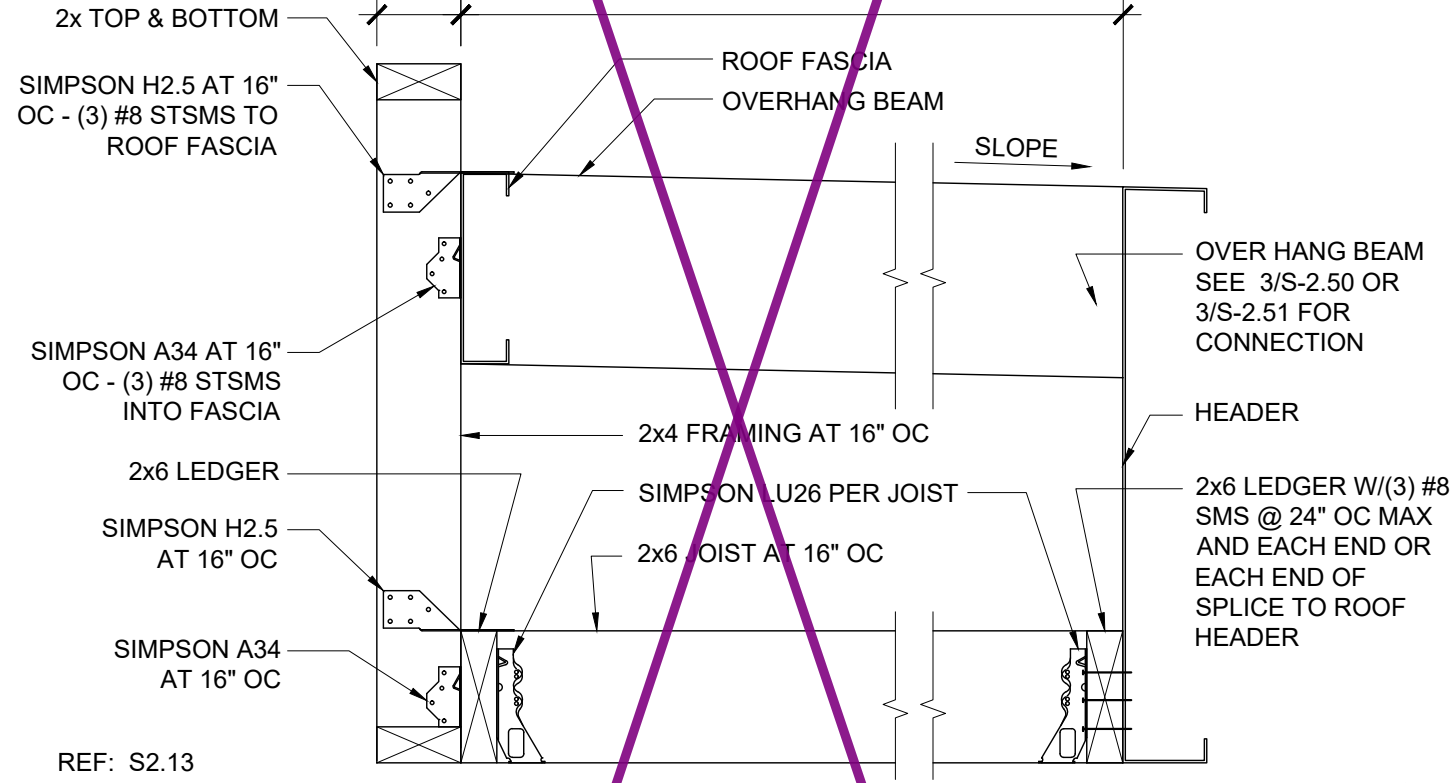 2x TOP & BOTTOM
SIMPSON H2.5 AT 16"
OC - (3) #8 STSMS TO
ROOF FASCIA
SIMPSON A34 AT 16"
OC - (3) #8 STSMS
INTO FASCIA
2x6 LEDGER
SIMPSON H2.5
AT 16" OC
SIMPSON A34
AT 16" OC
REF: S2.13
ROOF FASCIA
OVERHANG BEAM
SLOPE
2x4 FRAMING AT 16" OC
SIMPSON LU26 PER JOIST
2x6 JOIST AT 16" OC
OVER HANG BEAM
SEE 3/S-2.50 OR
3/S-2.51 FOR
CONNECTION
HEADER
2x6 LEDGER W/(3) #8
SMS @ 24" OC MAX
AND EACH END OR
EACH END OF
SPLICE TO ROOF
HEADER